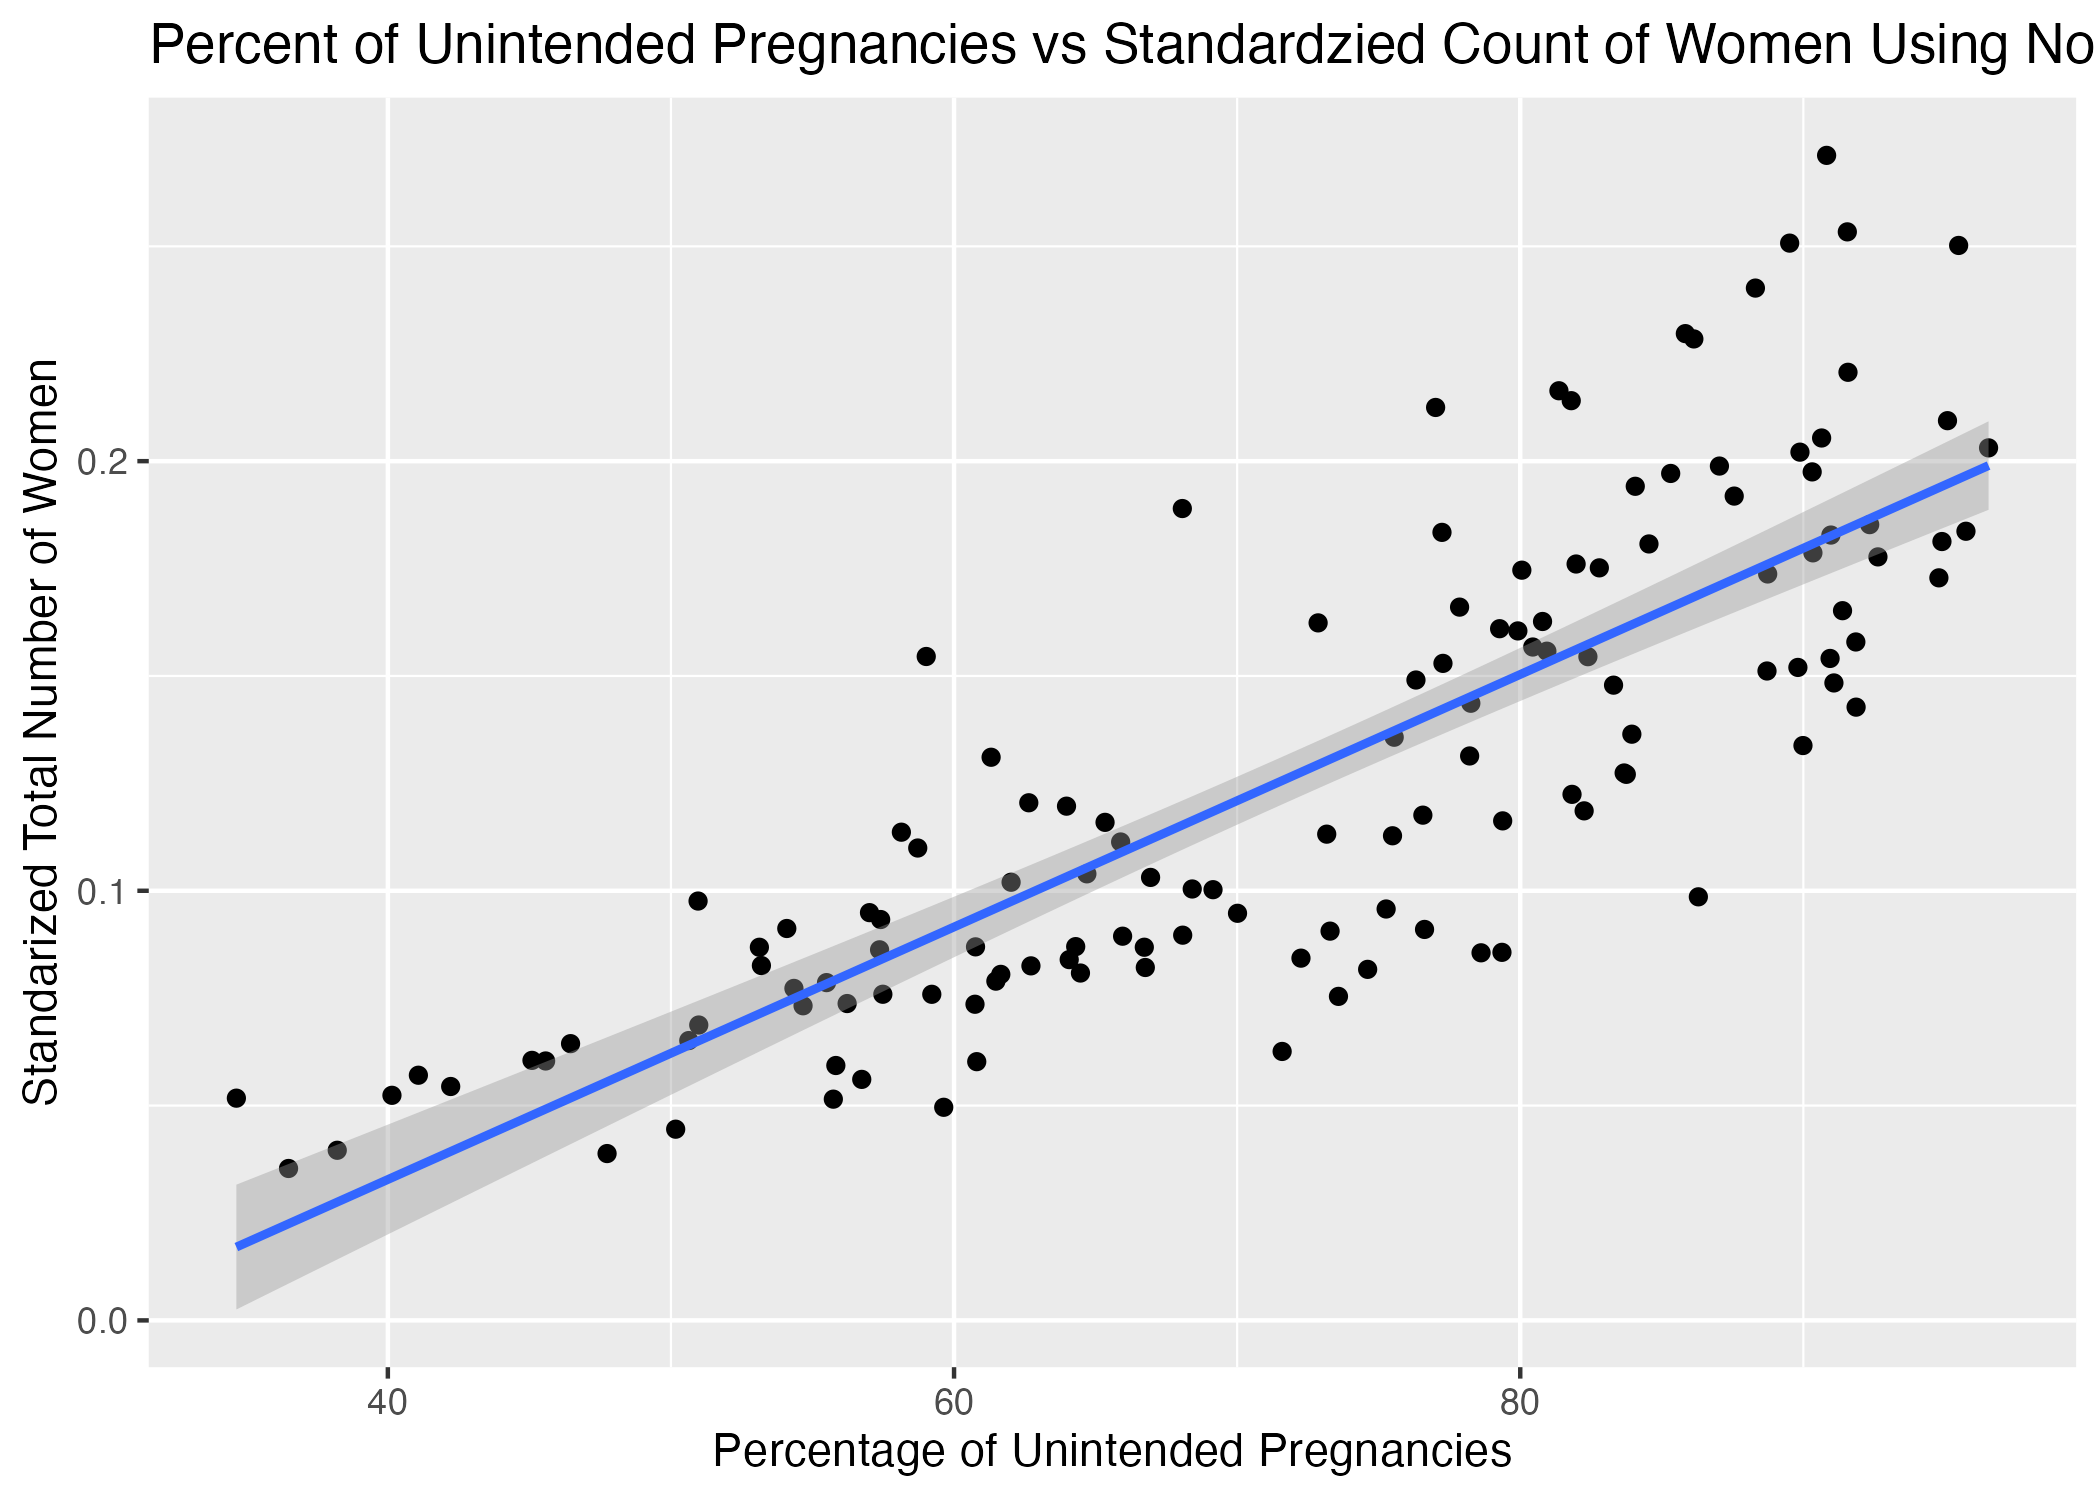 Percent of Unintended Pregnancies vs Standardzied Count of Women Using No
Standarized Total Number of Women
0.2
0.1
0.0
40
60
80
Percentage of Unintended Pregnancies